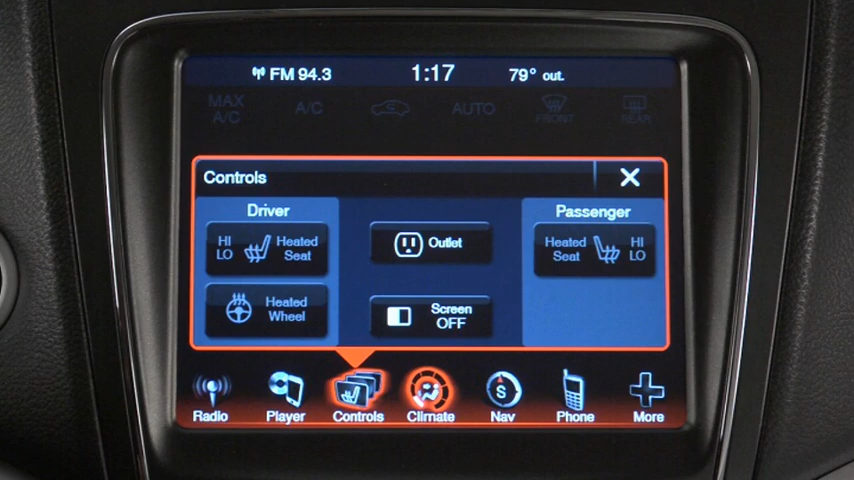 FM 94.3 1:17 79° out.
MAX A/C A/C AUTO FRONT REAR
Controls X
Driver
HI LO Heated Seat
Heated Wheel
Outlet
Screen OFF
Passenger
Heated Seat HI LO
Radio Player Controls Climate S Nav Phone More